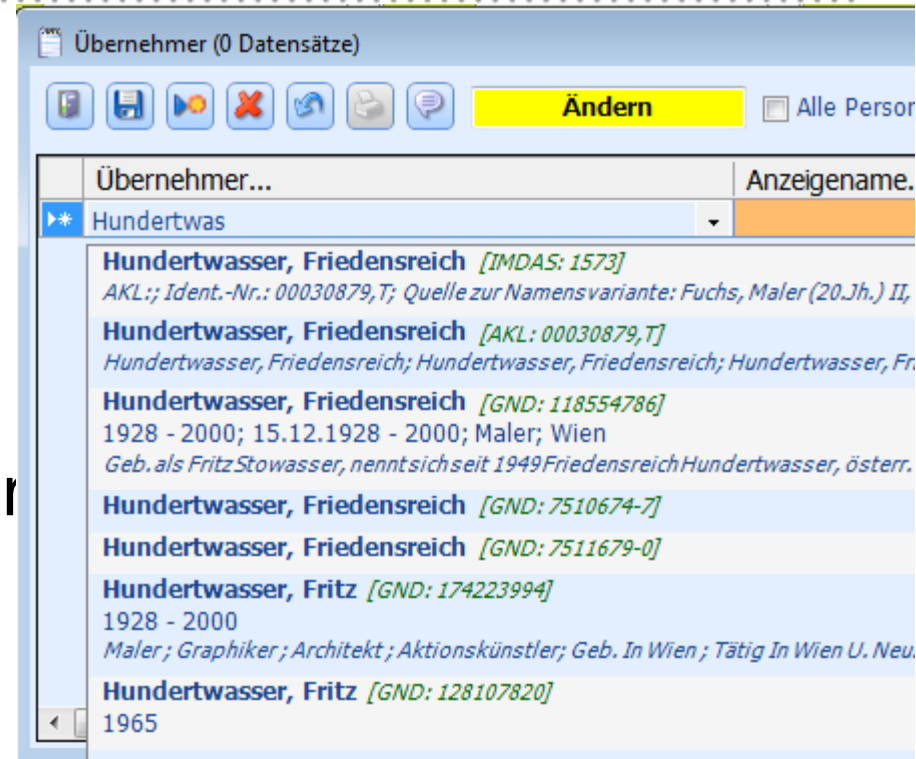 Übernehmer (0 Datensätze)
Ändern Alle Person
Übernehmer... Anzeigename.
Hundertwas
Hundertwasser, Friedensreich [IMDAS: 1573]
AKL:; Ident.-Nr.: 00030879,T; Quelle zur Namensvariante: Fuchs, Maler (20.Jh.) II,
Hundertwasser, Friedensreich [AKL: 00030879,T]
Hundertwasser, Friedensreich; Hundertwasser, Friedensreich; Hundertwasser, Fr
Hundertwasser, Friedensreich [GND: 118554786]
1928 - 2000; 15.12.1928 - 2000; Maler; Wien
Geb. als Fritz Stowasser, nennt sich seit 1949 Friedensreich Hundertwasser, österr.
Hundertwasser, Friedensreich [GND: 7510674-7]
Hundertwasser, Friedensreich [GND: 7511679-0]
Hundertwasser, Fritz [GND: 174223994]
1928 - 2000
Maler ; Graphiker ; Architekt ; Aktionskünstler; Geb. In Wien ; Tätig In Wien U. Neu
Hundertwasser, Fritz [GND: 128107820]
1965